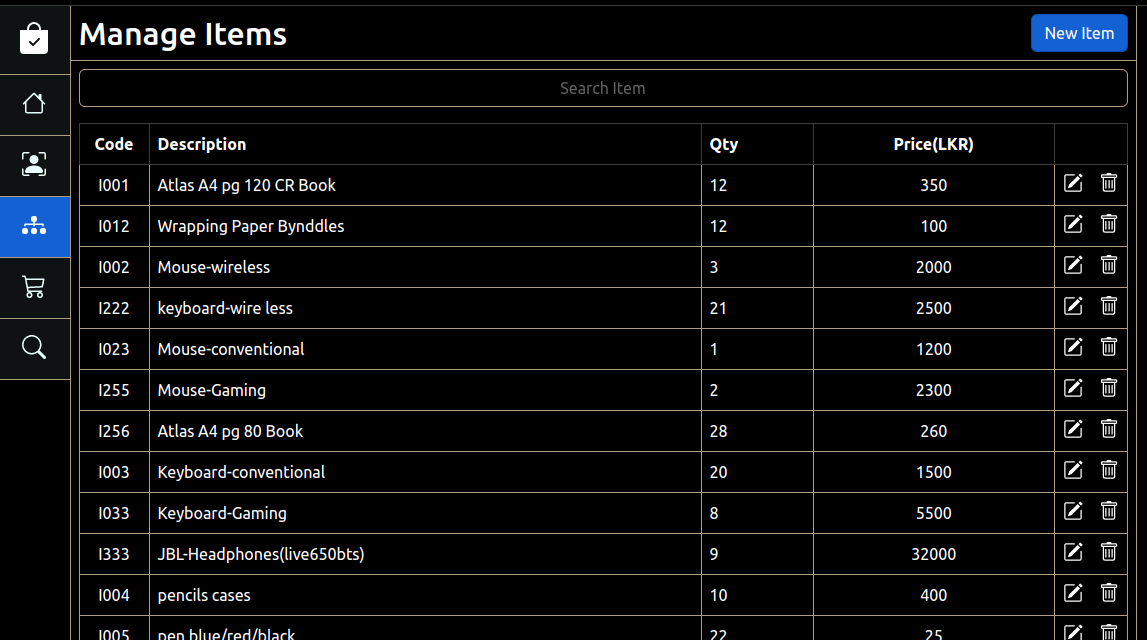 Manage Items
New Item
Search Item
Code Description Qty Price(LKR)
I001 Atlas A4 pg 120 CR Book 12 350
I012 Wrapping Paper Bynddles 12 100
I002 Mouse-wireless 3 2000
I222 keyboard-wire less 21 2500
I023 Mouse-conventional 1 1200
I255 Mouse-Gaming 2 2300
I256 Atlas A4 pg 80 Book 28 260
I003 Keyboard-conventional 20 1500
I033 Keyboard-Gaming 8 5500
I333 JBL-Headphones(live650bts) 9 32000
I004 pencils cases 10 400
I005 pen blue/red/black 22 25